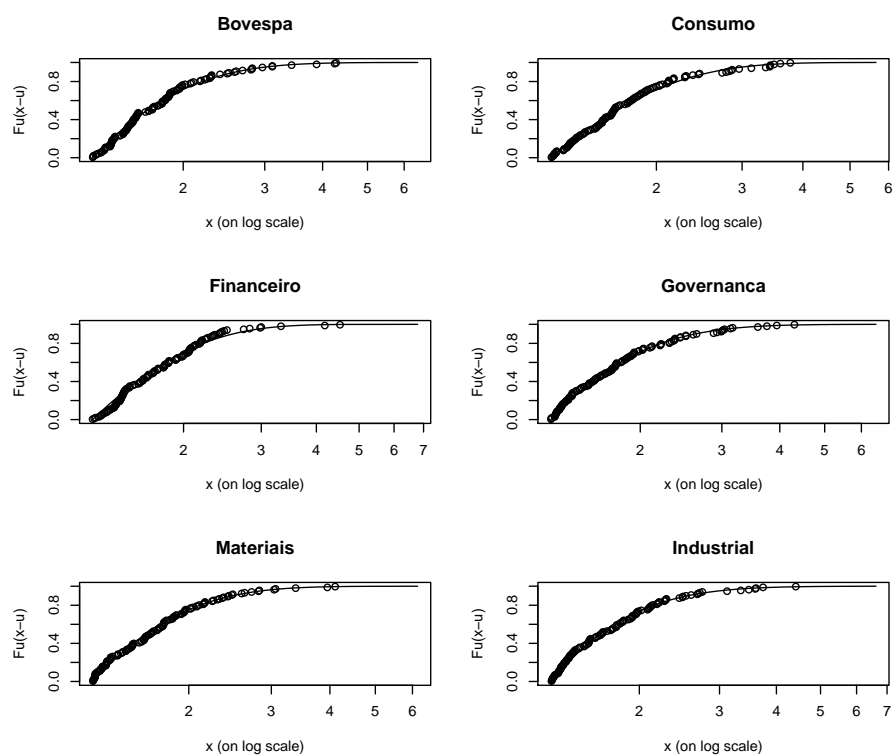 Bovespa
Fu(x−u)
0.0 0.4 0.8
2 3 4 5 6
x (on log scale)
Consumo
Fu(x−u)
0.0 0.4 0.8
2 3 4 5 6
x (on log scale)
Financeiro
Fu(x−u)
0.0 0.4 0.8
2 3 4 5 6 7
x (on log scale)
Governanca
Fu(x−u)
0.0 0.4 0.8
2 3 4 5 6
x (on log scale)
Materiais
Fu(x−u)
0.0 0.4 0.8
2 3 4 5 6
x (on log scale)
Industrial
Fu(x−u)
0.0 0.4 0.8
2 3 4 5 6 7
x (on log scale)